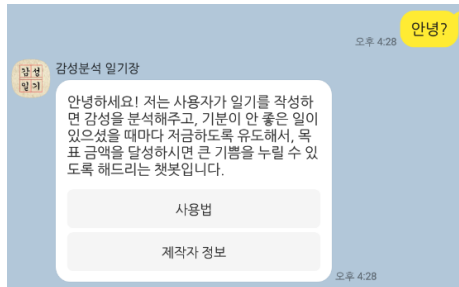 안녕?
오후 4:28
감성
일기
감성분석 일기장
안녕하세요! 저는 사용자가 일기를 작성하
면 감성을 분석해주고, 기분이 안 좋은 일이
있으셨을 때마다 저금하도록 유도해서, 목
표 금액을 달성하시면 큰 기쁨을 누릴 수 있
도록 해드리는 챗봇입니다.
사용법
제작자 정보
오후 4:28